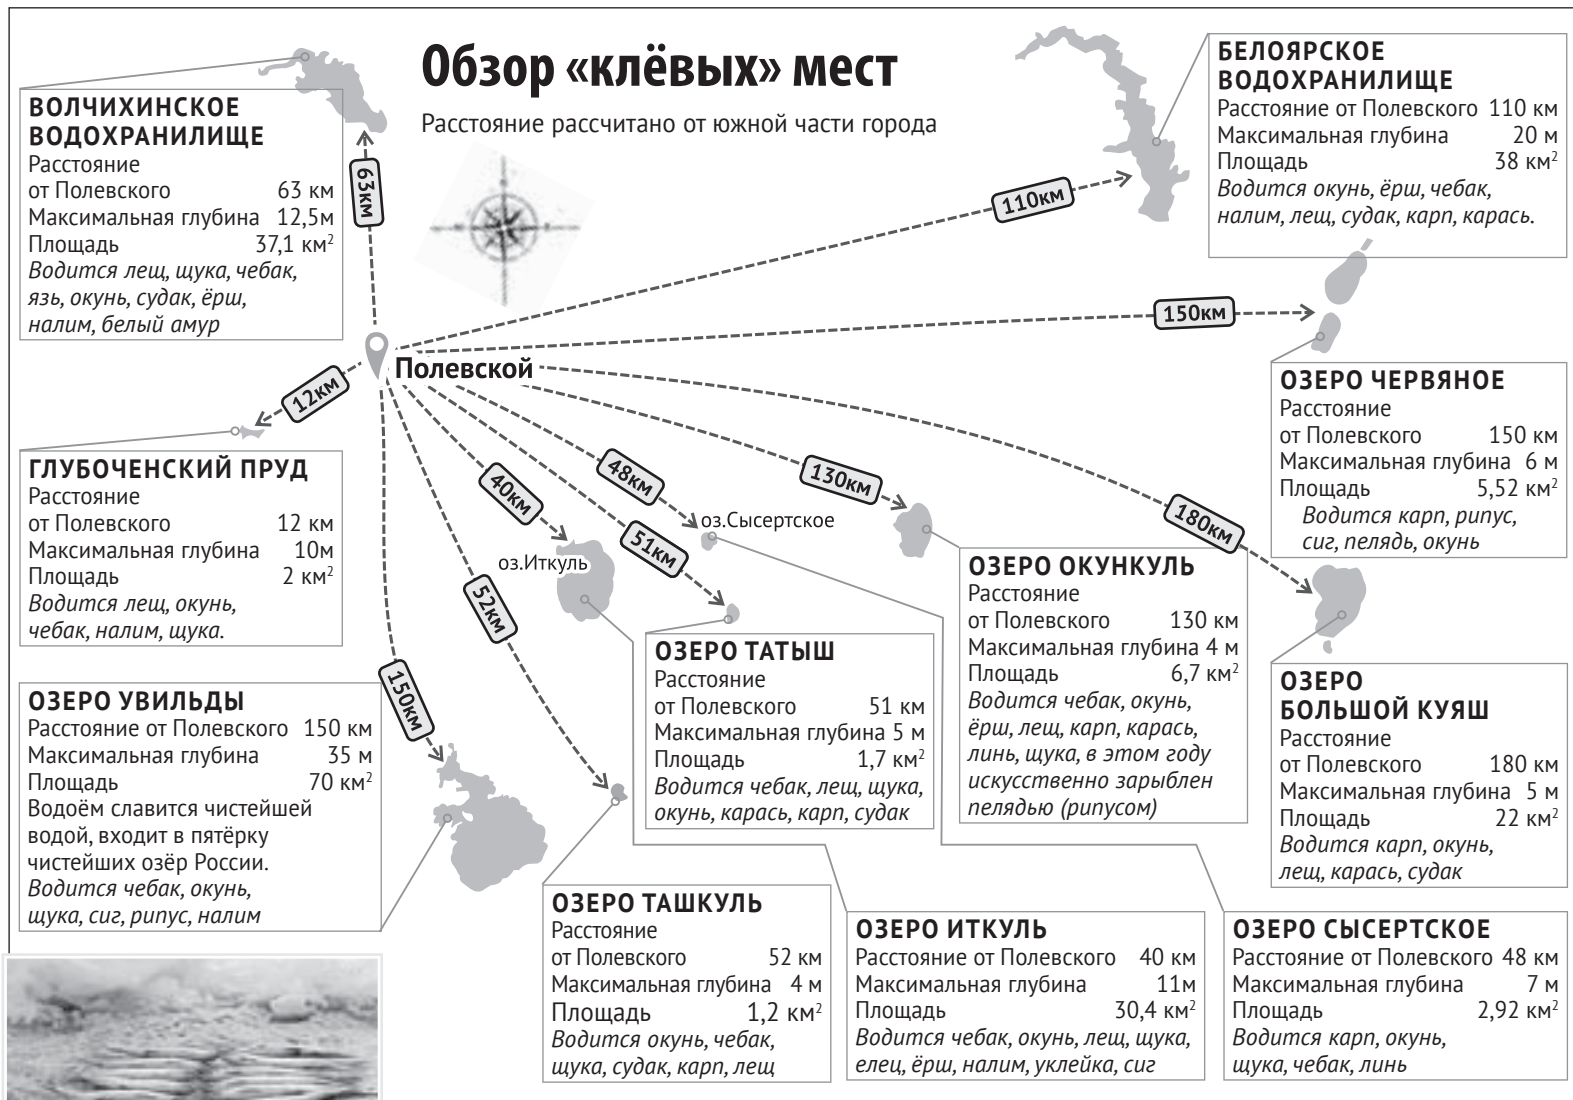 Обзор «клёвых» мест
Расстояние рассчитано от южной части города
ВОЛЧИХИНСКОЕ
ВОДОХРАНИЛИЩЕ
Расстояние
от Полевского 63 км
Максимальная глубина 12,5м
Площадь 37,1 км²
Водится лещ, щука, чебак,
язь, окунь, судак, ёрш,
налим, белый амур
63км
БЕЛОЯРСКОЕ
ВОДОХРАНИЛИЩЕ
Расстояние от Полевского 110 км
Максимальная глубина 20 м
Площадь 38 км²
Водится окунь, ёрш, чебак,
налим, лещ, судак, карп, карась.
110км
150км
Полевской
12км
ОЗЕРО ЧЕРВЯНОЕ
Расстояние
от Полевского 150 км
Максимальная глубина 6 м
Площадь 5,52 км²
Водится карп, рипус,
сиг, пелядь, окунь
ГЛУБОЧЕНСКИЙ ПРУД
Расстояние
от Полевского 12 км
Максимальная глубина 10м
Площадь 2 км²
Водится лещ, окунь,
чебак, налим, щука.
40км
48км
130км
180км
51км
52км
150км
оз.Сысертское
оз.Иткуль
ОЗЕРО ОКУНКУЛЬ
Расстояние
от Полевского 130 км
Максимальная глубина 4 м
Площадь 6,7 км²
Водится чебак, окунь,
ёрш, лещ, карп, карась,
линь, щука, в этом году
искусственно зарыблен
пелядью (рипусом)
ОЗЕРО ТАТЫШ
Расстояние
от Полевского 51 км
Максимальная глубина 5 м
Площадь 1,7 км²
Водится чебак, лещ, щука,
окунь, карась, карп, судак
ОЗЕРО
БОЛЬШОЙ КУЯШ
Расстояние
от Полевского 180 км
Максимальная глубина 5 м
Площадь 22 км²
Водится карп, окунь,
лещ, карась, судак
ОЗЕРО УВИЛЬДЫ
Расстояние от Полевского 150 км
Максимальная глубина 35 м
Площадь 70 км²
Водоём славится чистейшей
водой, входит в пятёрку
чистейших озёр России.
Водится чебак, окунь,
щука, сиг, рипус, налим
ОЗЕРО ТАШКУЛЬ
Расстояние
от Полевского 52 км
Максимальная глубина 4 м
Площадь 1,2 км²
Водится окунь, чебак,
щука, судак, карп, лещ
ОЗЕРО ИТКУЛЬ
Расстояние от Полевского 40 км
Максимальная глубина 11м
Площадь 30,4 км²
Водится чебак, окунь, лещ, щука,
елец, ёрш, налим, уклейка, сиг
ОЗЕРО СЫСЕРТСКОЕ
Расстояние от Полевского 48 км
Максимальная глубина 7 м
Площадь 2,92 км²
Водится карп, окунь,
щука, чебак, линь